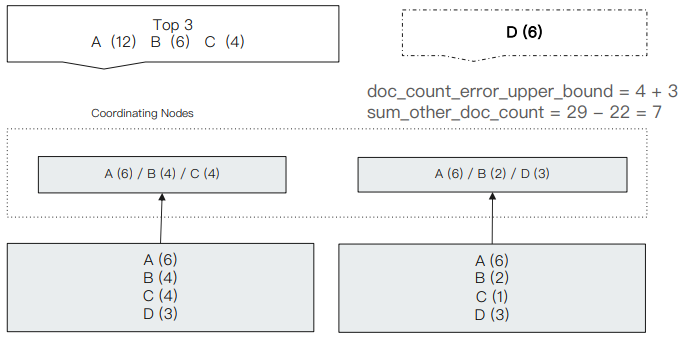 Top 3
A (12) B (6) C (4)
D (6)
doc_count_error_upper_bound = 4 + 3
sum_other_doc_count = 29 – 22 = 7
Coordinating Nodes
A (6) / B (4) / C (4)
A (6) / B (2) / D (3)
A (6)
B (4)
C (4)
D (3)
A (6)
B (2)
C (1)
D (3)